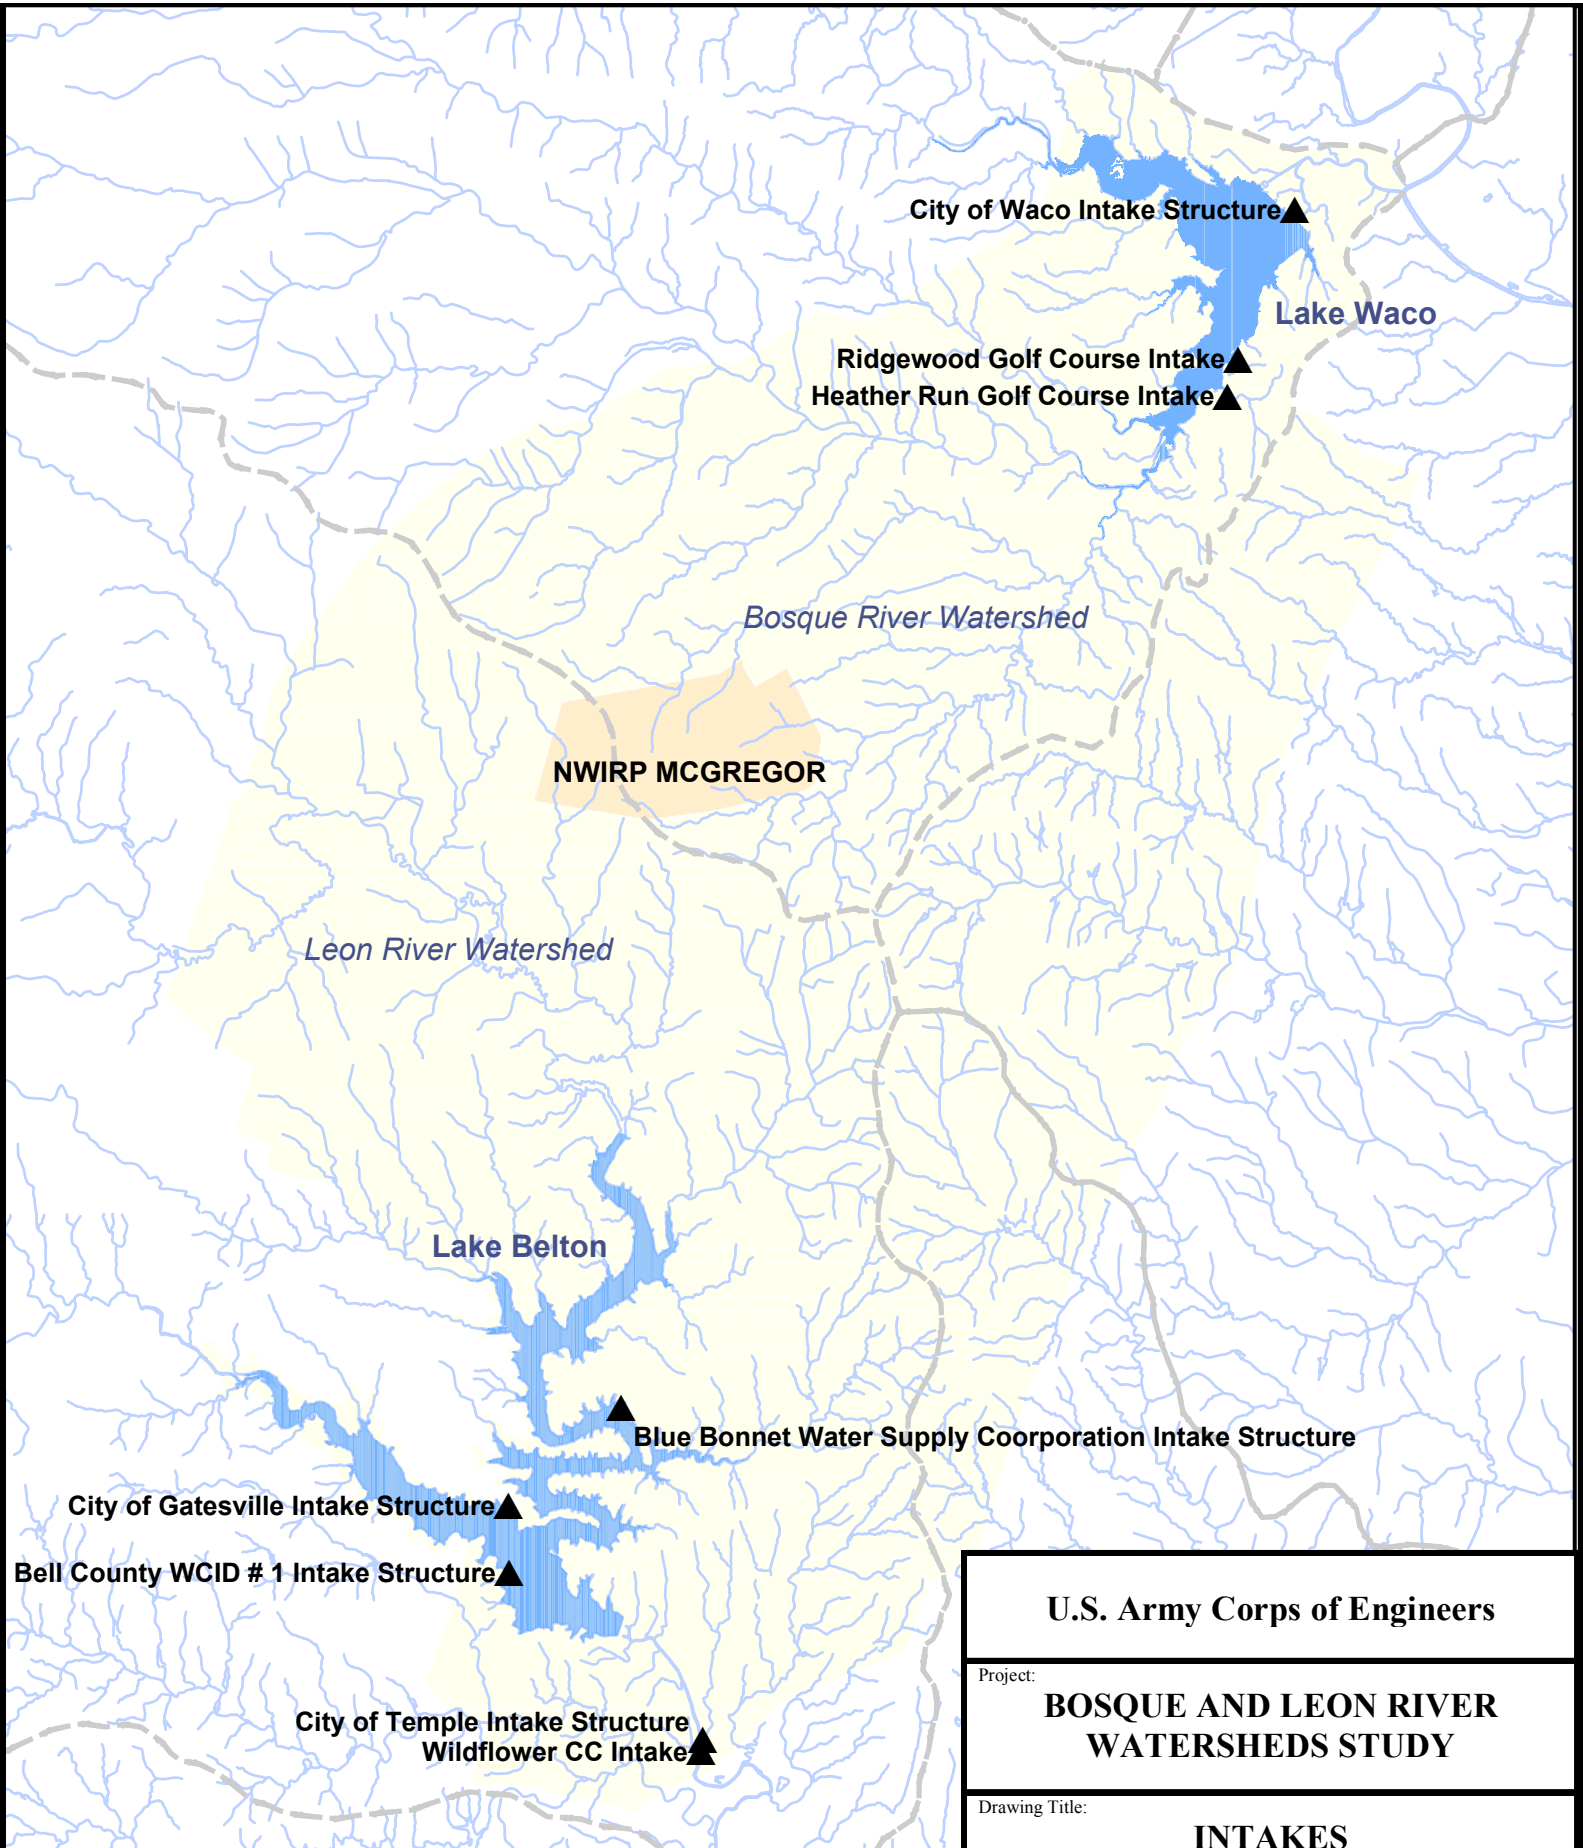 City of Waco Intake Structure
Lake Waco
Ridgewood Golf Course Intake
Heather Run Golf Course Intake
Bosque River Watershed
NWIRP MCGREGOR
Leon River Watershed
Lake Belton
Blue Bonnet Water Supply Coorporation Intake Structure
City of Gatesville Intake Structure
Bell County WCID # 1 Intake Structure
City of Temple Intake Structure
Wildflower CC Intake
U.S. Army Corps of Engineers
Project:
BOSQUE AND LEON RIVER
WATERSHEDS STUDY
Drawing Title:
INTAKES